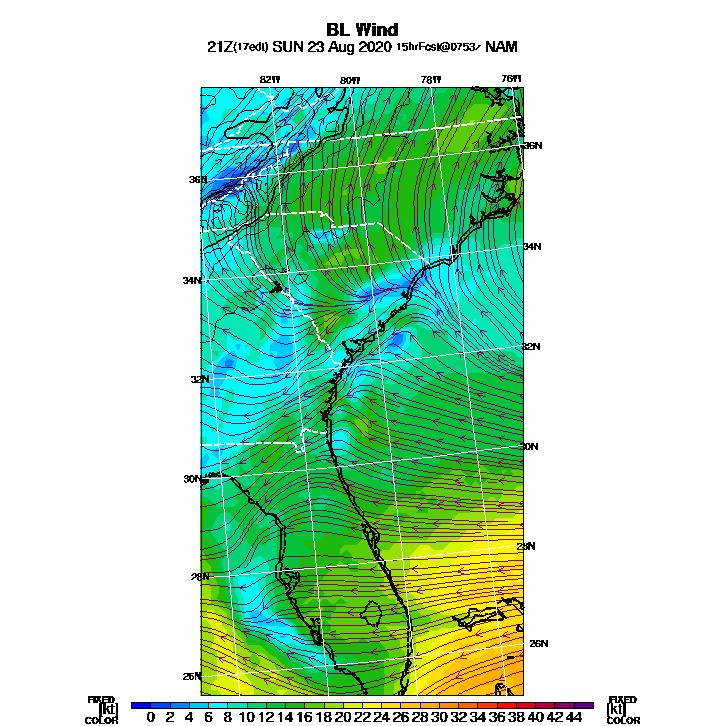 BL Wind
21Z(17edt) SUN 23 Aug 2020 15hrFcst@0753z NAM
82W 80W 78W 76W
36N
36N
34N
34N
32N
32N
30N
30N
28N
28N
26N
26N
FIXED FIXED
[kt] 0 2 4 6 8 10 12 14 16 18 20 22 24 26 28 30 32 34 36 38 40 42 44 [kt]
COLOR COLOR